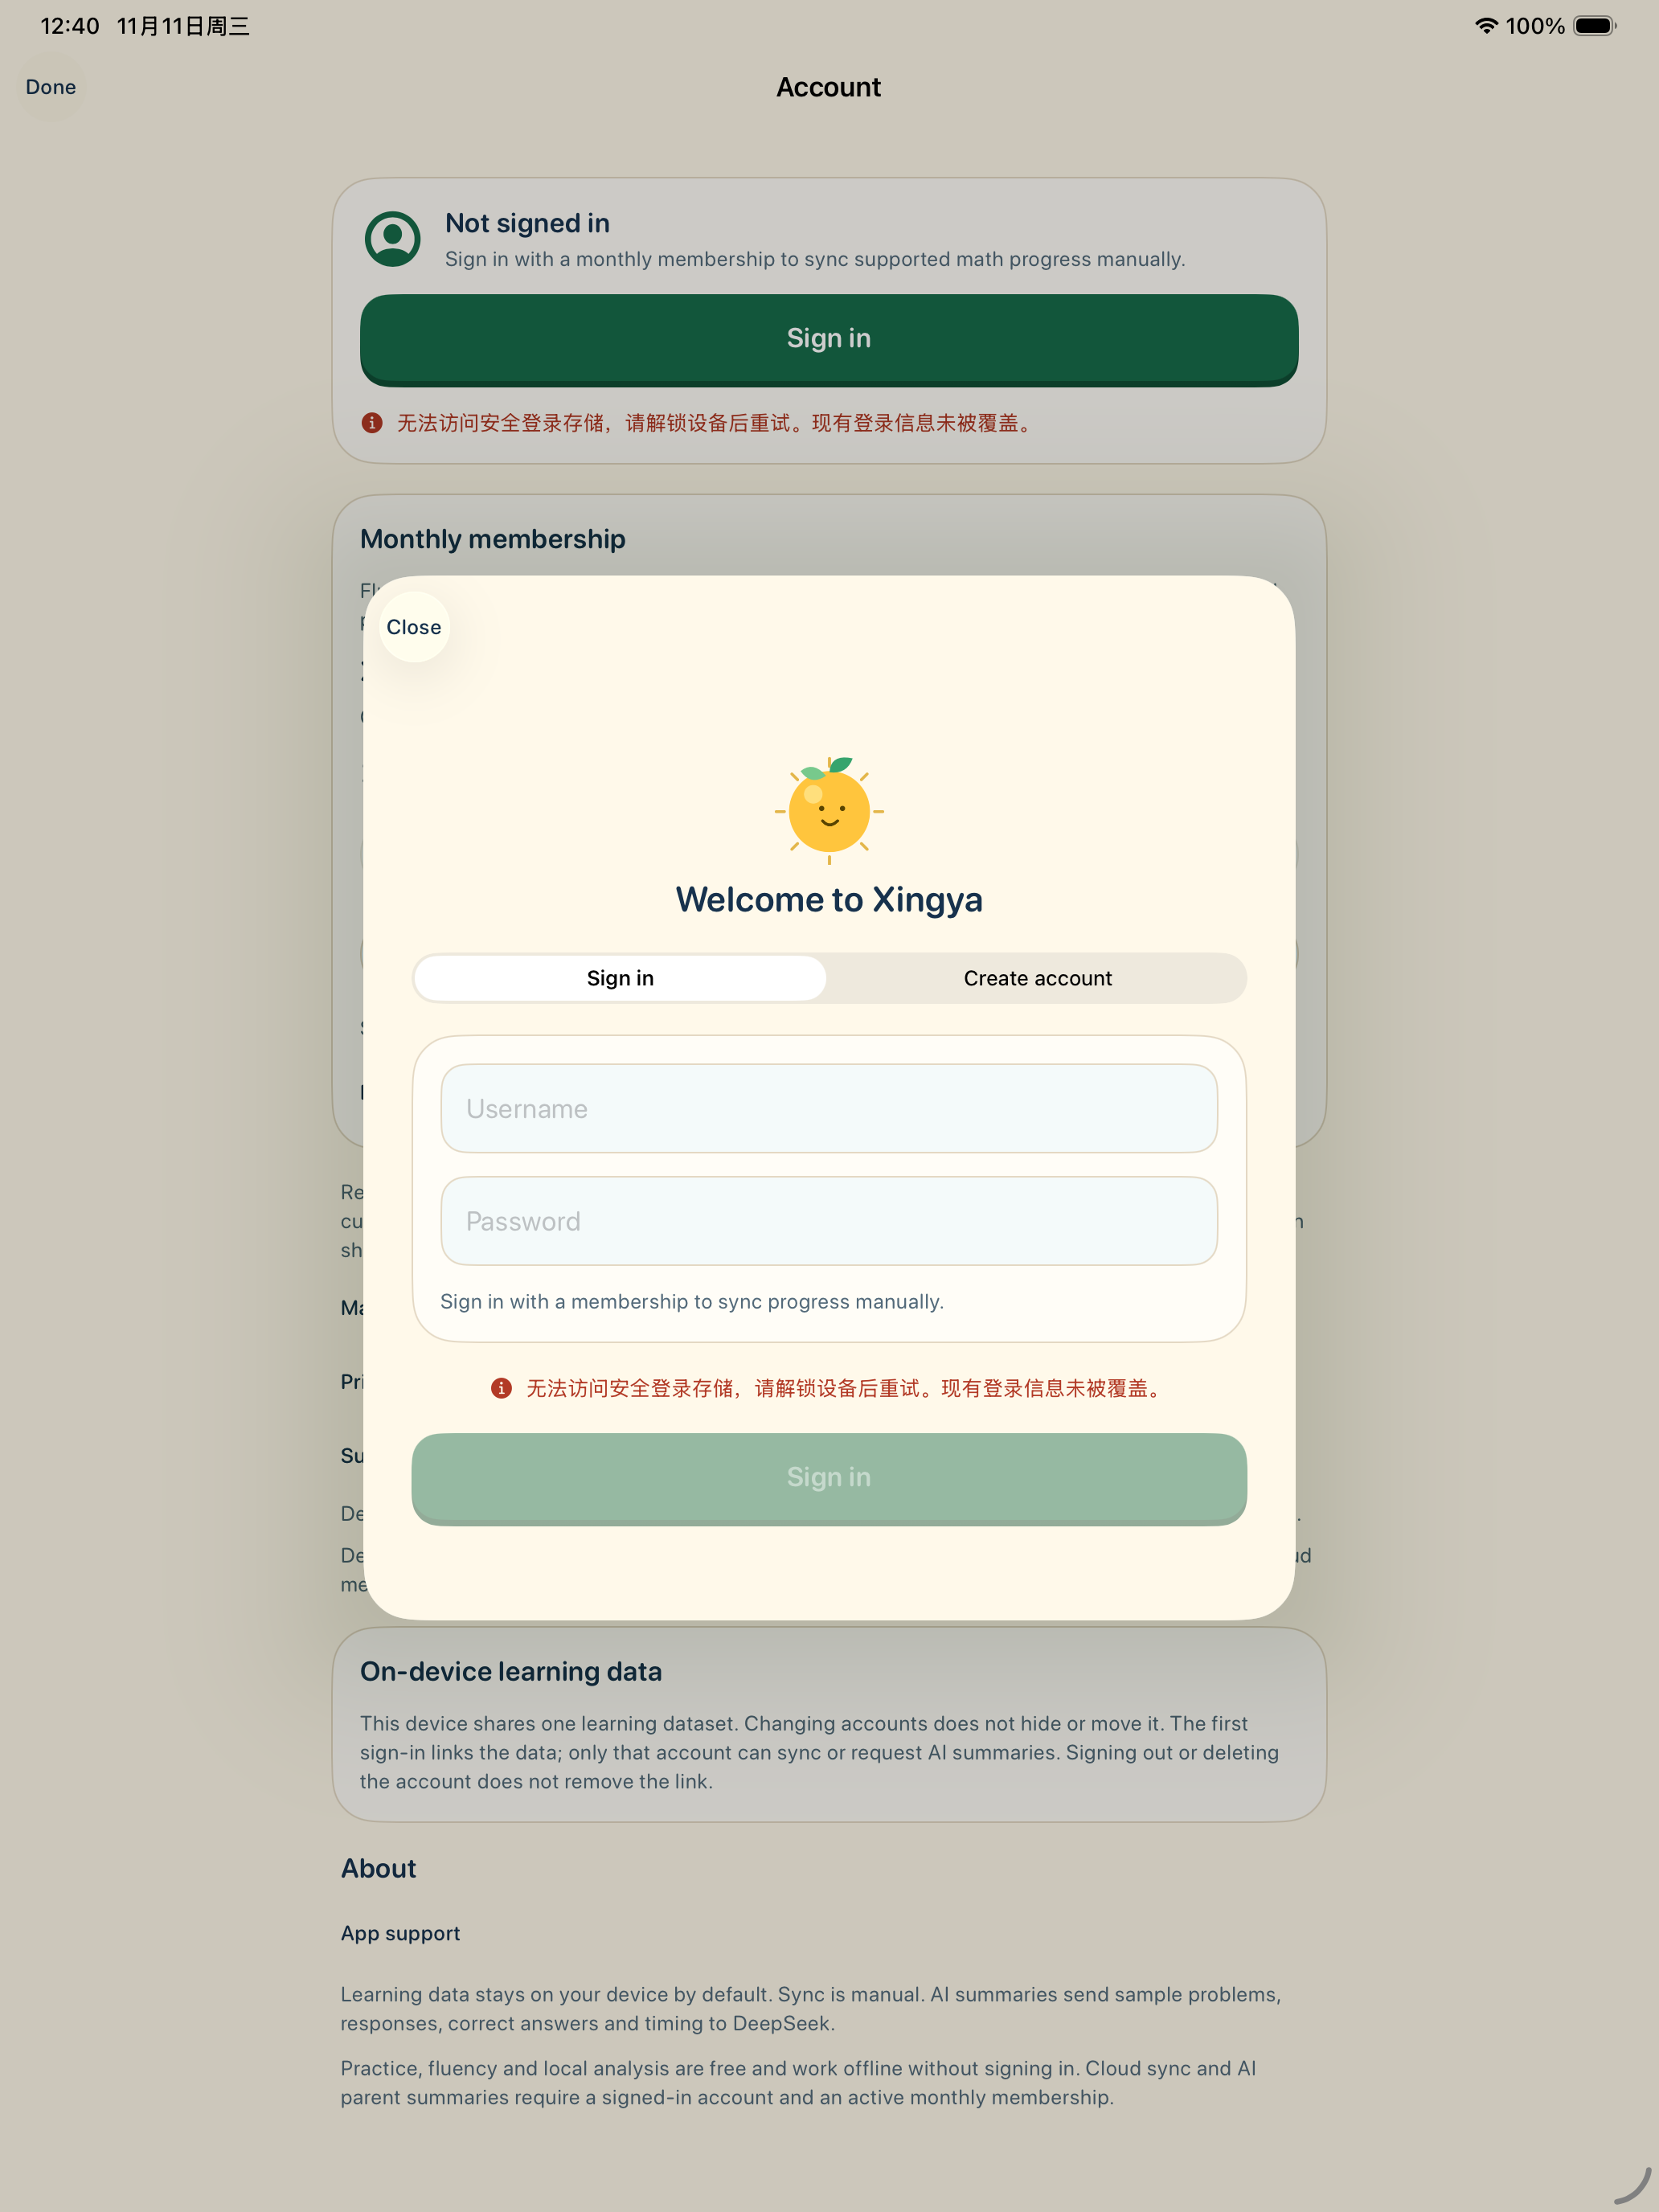 12:40 11月11日周三
100%
Done
Account
Not signed in
Sign in with a monthly membership to sync supported math progress manually.
Sign in
无法访问安全登录存储，请解锁设备后重试。现有登录信息未被覆盖。
Monthly membership
Close
Welcome to Xingya
Sign in
Create account
Username
Password
Sign in with a membership to sync progress manually.
无法访问安全登录存储，请解锁设备后重试。现有登录信息未被覆盖。
Sign in
On-device learning data
This device shares one learning dataset. Changing accounts does not hide or move it. The first
sign-in links the data; only that account can sync or request AI summaries. Signing out or deleting
the account does not remove the link.
About
App support
Learning data stays on your device by default. Sync is manual. AI summaries send sample problems,
responses, correct answers and timing to DeepSeek.
Practice, fluency and local analysis are free and work offline without signing in. Cloud sync and AI
parent summaries require a signed-in account and an active monthly membership.